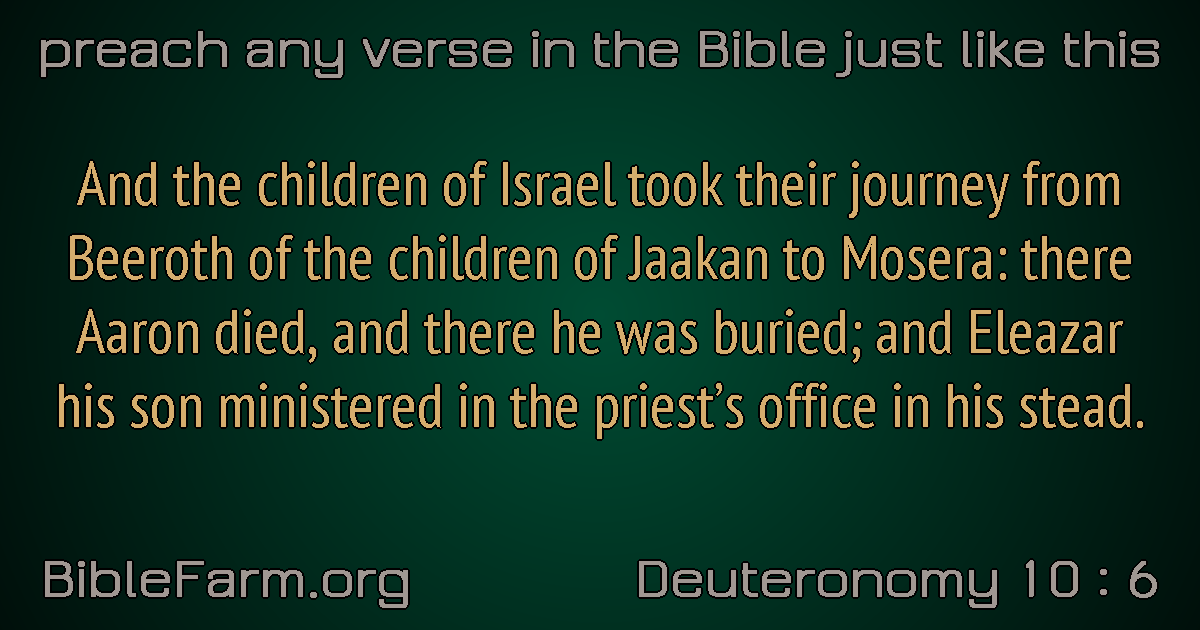 preach any verse in the Bible just like this
And the children of Israel took their journey from
Beeroth of the children of Jaakan to Mosera: there
Aaron died, and there he was buried; and Eleazar
his son ministered in the priest’s office in his stead.
BibleFarm.org
Deuteronomy 10 : 6